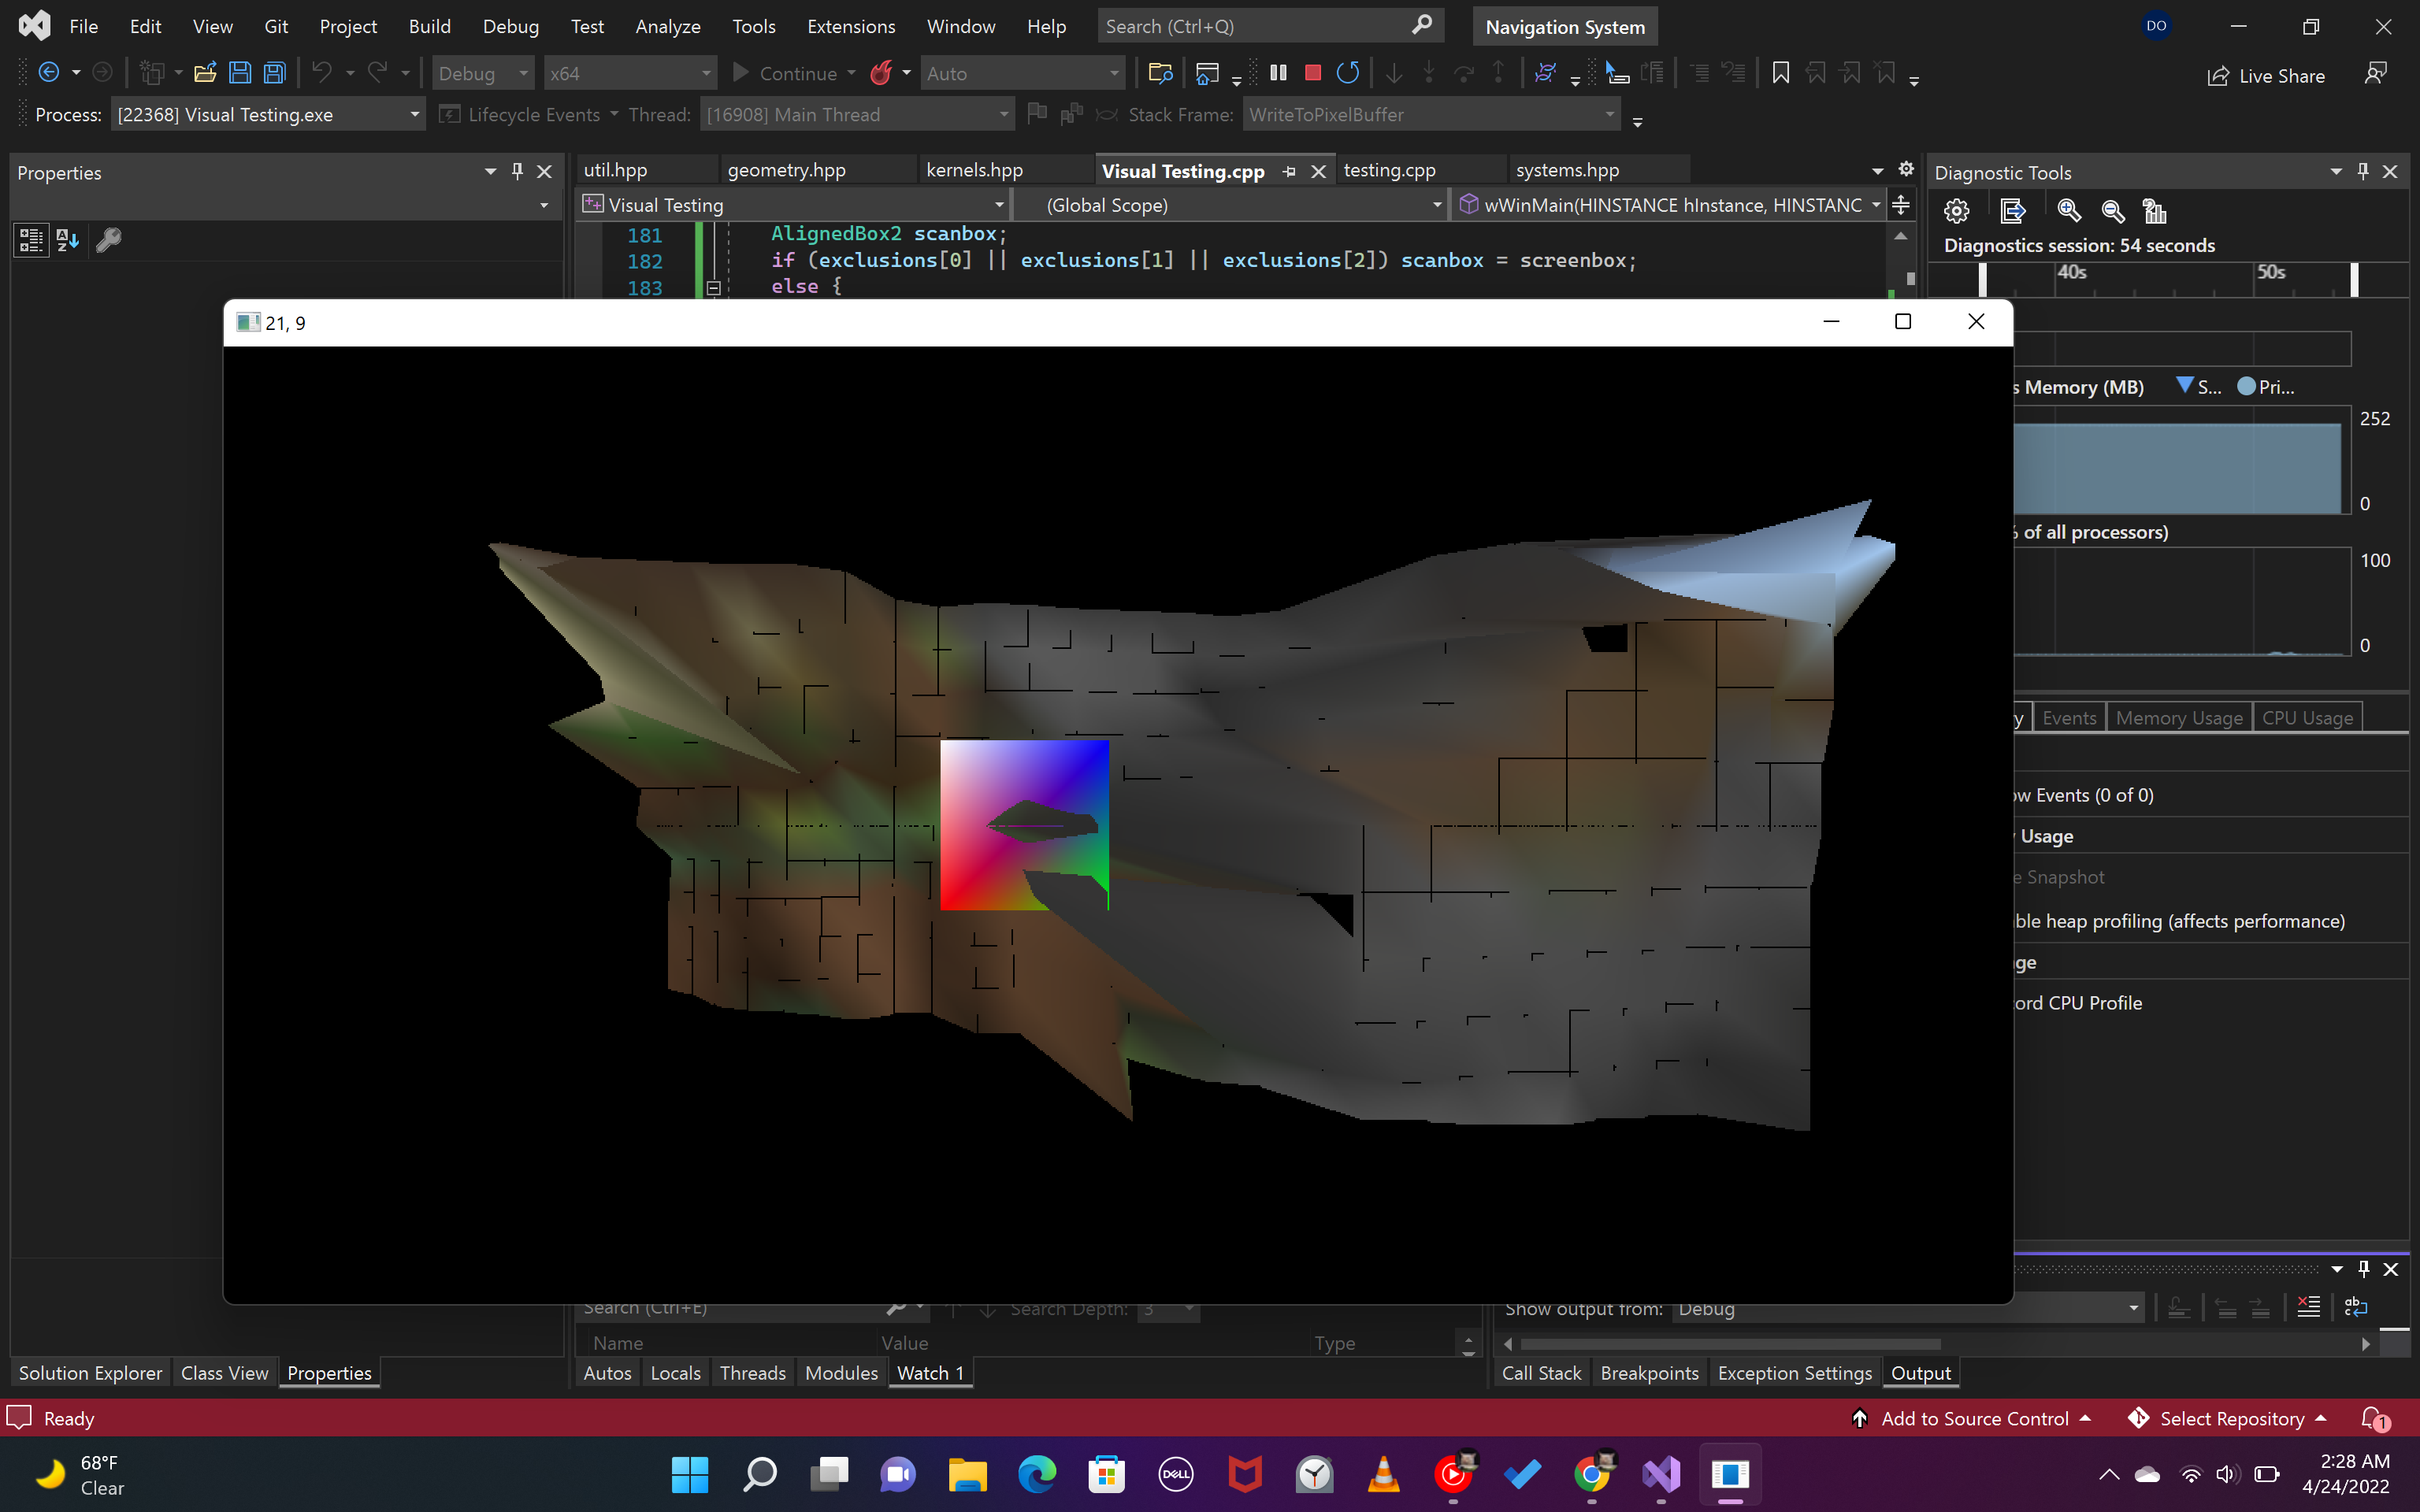 File Edit View Git Project Build Debug Test Analyze Tools Extensions Window Help Search (Ctrl+Q) Navigation System DO
Debug x64 Continue Auto Live Share
Process: [22368] Visual Testing.exe Lifecycle Events Thread: [16908] Main Thread Stack Frame: WriteToPixelBuffer
Properties
util.hpp geometry.hpp kernels.hpp Visual Testing.cpp testing.cpp systems.hpp
Diagnostic Tools
Visual Testing (Global Scope) wWinMain(HINSTANCE hInstance, HINSTANC
181 AlignedBox2 scanbox;
182 if (exclusions[0] || exclusions[1] || exclusions[2]) scanbox = screenbox;
183 else {
Diagnostics session: 54 seconds
40s 50s
21, 9
s Memory (MB) S... Pri...
252
0
of all processors)
100
0
y Events Memory Usage CPU Usage
ow Events (0 of 0)
Usage
e Snapshot
ble heap profiling (affects performance)
ge
ord CPU Profile
Search (Ctrl+E) Search Depth: 3
Name Value Type
Show output from: Debug
Solution Explorer Class View Properties
Autos Locals Threads Modules Watch 1
Call Stack Breakpoints Exception Settings Output
Ready Add to Source Control Select Repository 1
68°F
Clear
DELL
2:28 AM
4/24/2022